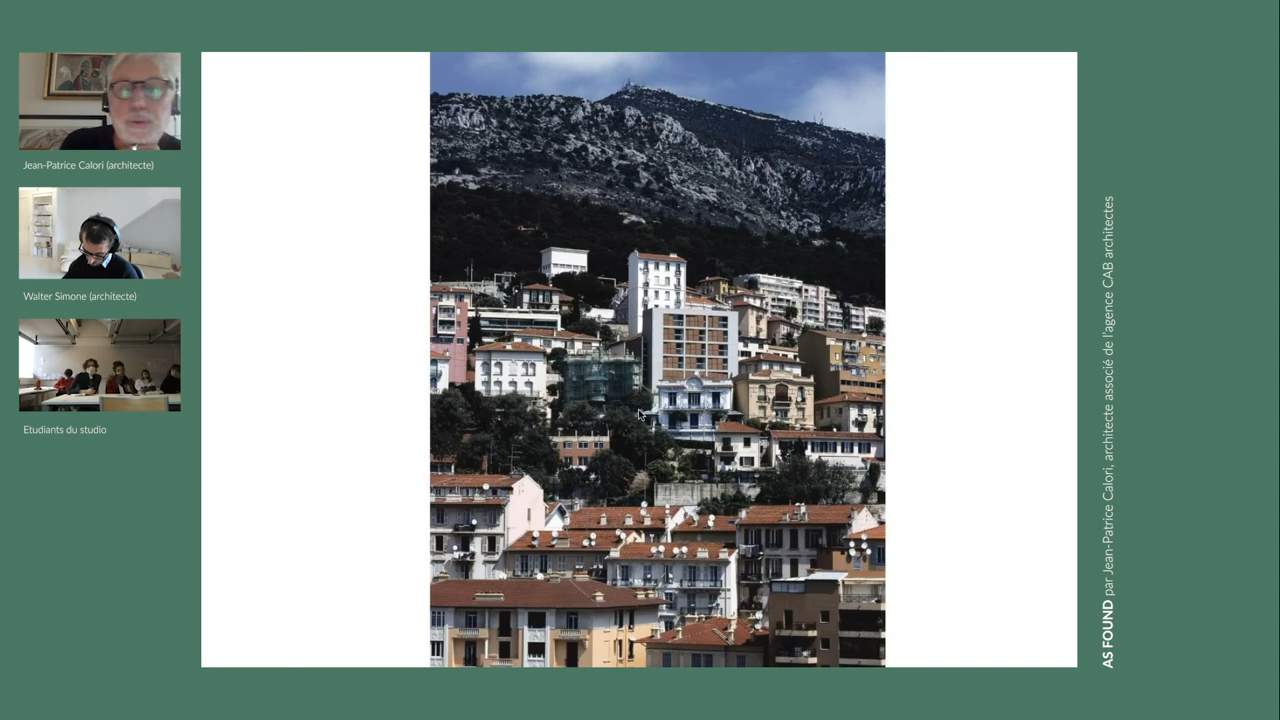 Jean-Patrice Calori (architecte)
Walter Simone (architecte)
Etudiants du studio
AS FOUND par Jean-Patrice Calori, architecte associé de l'agence CAB architectes